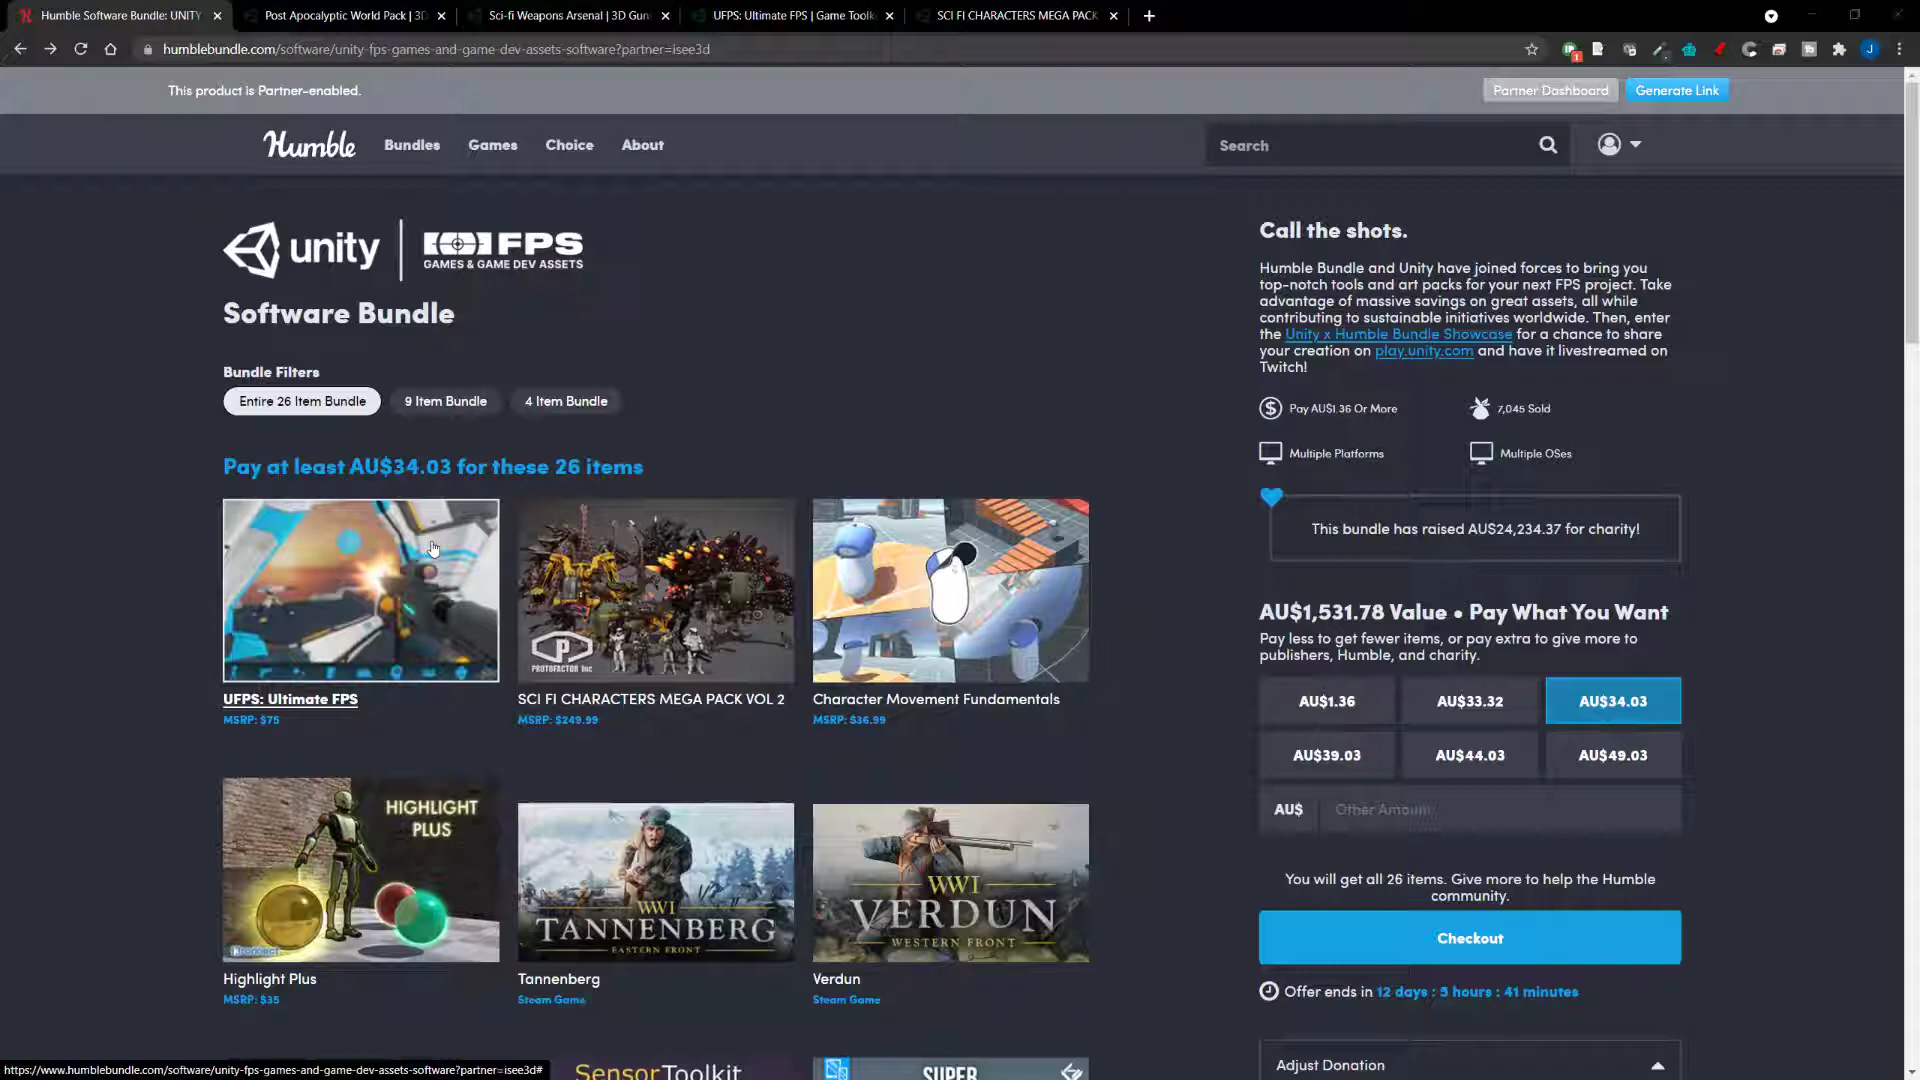 Humble Software Bundle: UNITY
Post Apocalyptic World Pack | 3D
Sci-fi Weapons Arsenal | 3D Gun
UFPS: Ultimate FPS | Game Toolk
SCI FI CHARACTERS MEGA PACK
humblebundle.com/software/unity-fps-games-and-game-dev-assets-software?partner=isee3d
This product is Partner-enabled.
Partner Dashboard
Generate Link
Humble
Bundles
Games
Choice
About
Search
unity
FPS
GAMES & GAME DEV ASSETS
Software Bundle
Bundle Filters
Entire 26 Item Bundle
9 Item Bundle
4 Item Bundle
Pay at least AU$34.03 for these 26 items
PROTOFACTOR Inc
UFPS: Ultimate FPS
MSRP: $75
SCI FI CHARACTERS MEGA PACK VOL 2
MSRP: $249.99
Character Movement Fundamentals
MSRP: $36.99
HIGHLIGHT
PLUS
WWI
TANNENBERG
EASTERN FRONT
WWI
VERDUN
WESTERN FRONT
Highlight Plus
MSRP: $35
Tannenberg
Steam Game
Verdun
Steam Game
SensorToolkit
SUPER
Call the shots.
Humble Bundle and Unity have joined forces to bring you
top-notch tools and art packs for your next FPS project. Take
advantage of massive savings on great assets, all while
contributing to sustainable initiatives worldwide. Then, enter
the Unity x Humble Bundle Showcase for a chance to share
your creation on play.unity.com and have it livestreamed on
Twitch!
Pay AU$1.36 Or More
7,045 Sold
Multiple Platforms
Multiple OSes
This bundle has raised AU$24,234.37 for charity!
AU$1,531.78 Value • Pay What You Want
Pay less to get fewer items, or pay extra to give more to
publishers, Humble, and charity.
AU$1.36
AU$33.32
AU$34.03
AU$39.03
AU$44.03
AU$49.03
AU$
Other Amount
You will get all 26 items. Give more to help the Humble
community.
Checkout
Offer ends in 12 days : 5 hours : 41 minutes
Adjust Donation
https://www.humblebundle.com/software/unity-fps-games-and-game-dev-assets-software?partner=isee3d#